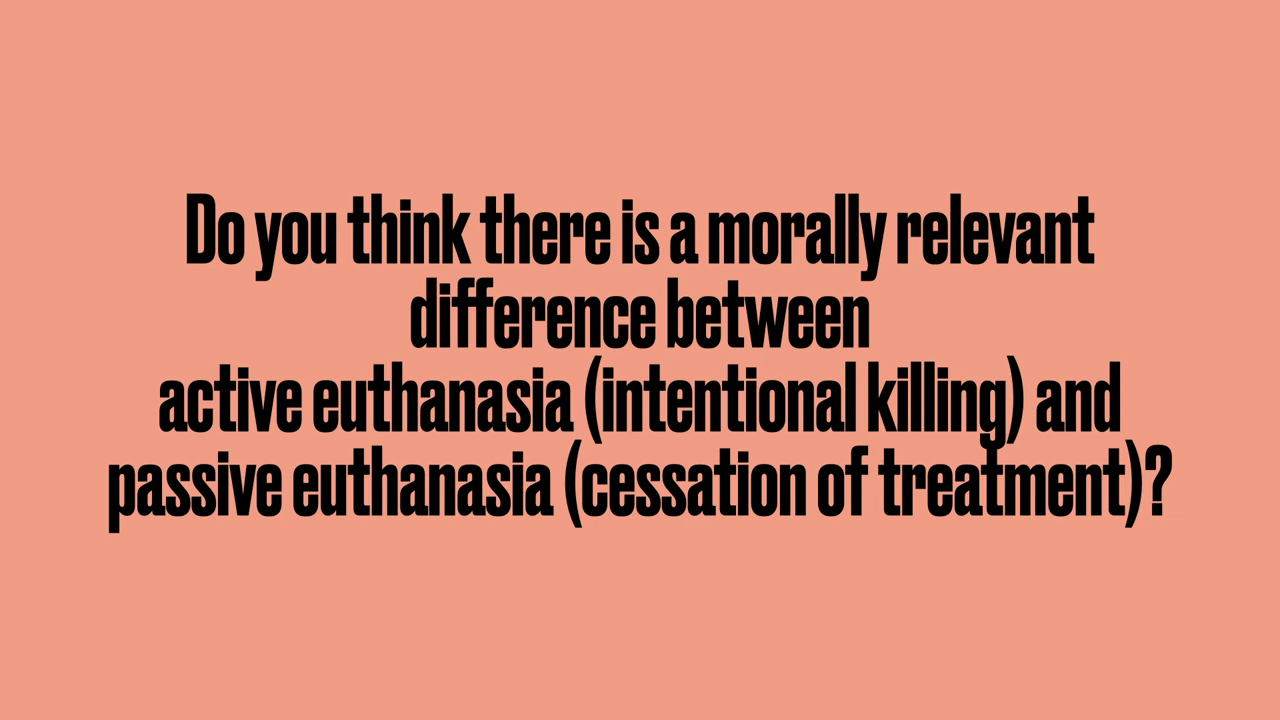 Do you think there is a morally relevant
difference between
active euthanasia (intentional killing) and
passive euthanasia (cessation of treatment)?